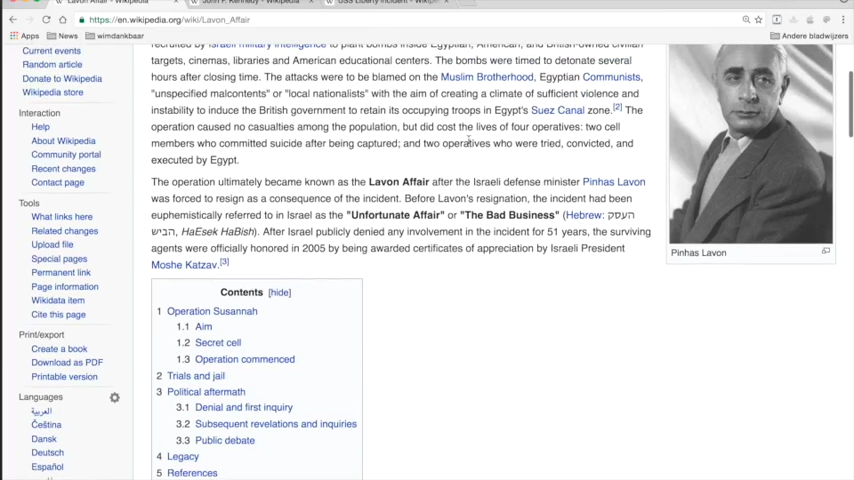 Lavon Affair - Wikipedia
John F. Kennedy - Wikipedia
USS Liberty incident - Wikip
https://en.wikipedia.org/wiki/Lavon_Affair
Apps
News
wimdankbaar
Andere bladwijzers
Current events
Random article
Donate to Wikipedia
Wikipedia store
Interaction
Help
About Wikipedia
Community portal
Recent changes
Contact page
Tools
What links here
Related changes
Upload file
Special pages
Permanent link
Page information
Wikidata item
Cite this page
Print/export
Create a book
Download as PDF
Printable version
Languages
العربية
Čeština
Dansk
Deutsch
Español
recruited by Israeli military intelligence to plant bombs inside Egyptian, American, and British-owned civilian
targets, cinemas, libraries and American educational centers. The bombs were timed to detonate several
hours after closing time. The attacks were to be blamed on the Muslim Brotherhood, Egyptian Communists,
"unspecified malcontents" or "local nationalists" with the aim of creating a climate of sufficient violence and
instability to induce the British government to retain its occupying troops in Egypt's Suez Canal zone.[2] The
operation caused no casualties among the population, but did cost the lives of four operatives: two cell
members who committed suicide after being captured; and two operatives who were tried, convicted, and
executed by Egypt.
The operation ultimately became known as the Lavon Affair after the Israeli defense minister Pinhas Lavon
was forced to resign as a consequence of the incident. Before Lavon's resignation, the incident had been
euphemistically referred to in Israel as the "Unfortunate Affair" or "The Bad Business" (Hebrew: העסק
הביש, HaEsek HaBish). After Israel publicly denied any involvement in the incident for 51 years, the surviving
agents were officially honored in 2005 by being awarded certificates of appreciation by Israeli President
Moshe Katzav.[3]
Contents [hide]
1 Operation Susannah
1.1 Aim
1.2 Secret cell
1.3 Operation commenced
2 Trials and jail
3 Political aftermath
3.1 Denial and first inquiry
3.2 Subsequent revelations and inquiries
3.3 Public debate
4 Legacy
5 References
Pinhas Lavon